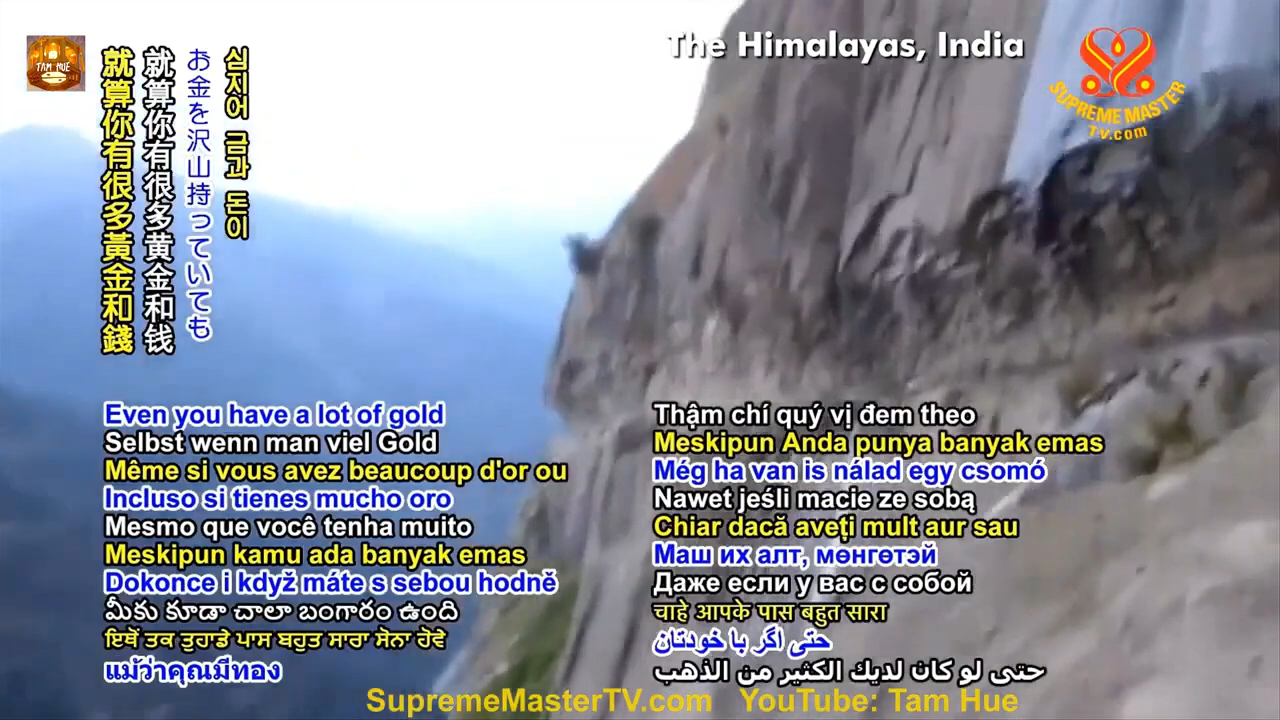 The Himalayas, India
TAM HUE
SUPREME MASTER
TV.com
就算你有很多黃金和錢
就算你有很多黄金和钱
お金を沢山持っていても
심지어 금과 돈이
Even you have a lot of gold
Selbst wenn man viel Gold
Même si vous avez beaucoup d'or ou
Incluso si tienes mucho oro
Mesmo que você tenha muito
Meskipun kamu ada banyak emas
Dokonce i když máte s sebou hodně
మీకు కూడా చాలా బంగారం ఉంది
ਇਥੋਂ ਤਕ ਤੁਹਾਡੇ ਪਾਸ ਬਹੁਤ ਸਾਰਾ ਸੋਨਾ ਹੋਵੇ
แม้ว่าคุณมีทอง
Thậm chí quý vị đem theo
Meskipun Anda punya banyak emas
Még ha van is nálad egy csomó
Nawet jeśli macie ze sobą
Chiar dacă aveți mult aur sau
Маш их алт, мөнгөтэй
Даже если у вас с собой
चाहे आपके पास बहुत सारा
حتی اگر با خودتان
حتى لو كان لديك الكثير من الذهب
SupremeMasterTV.com YouTube: Tam Hue